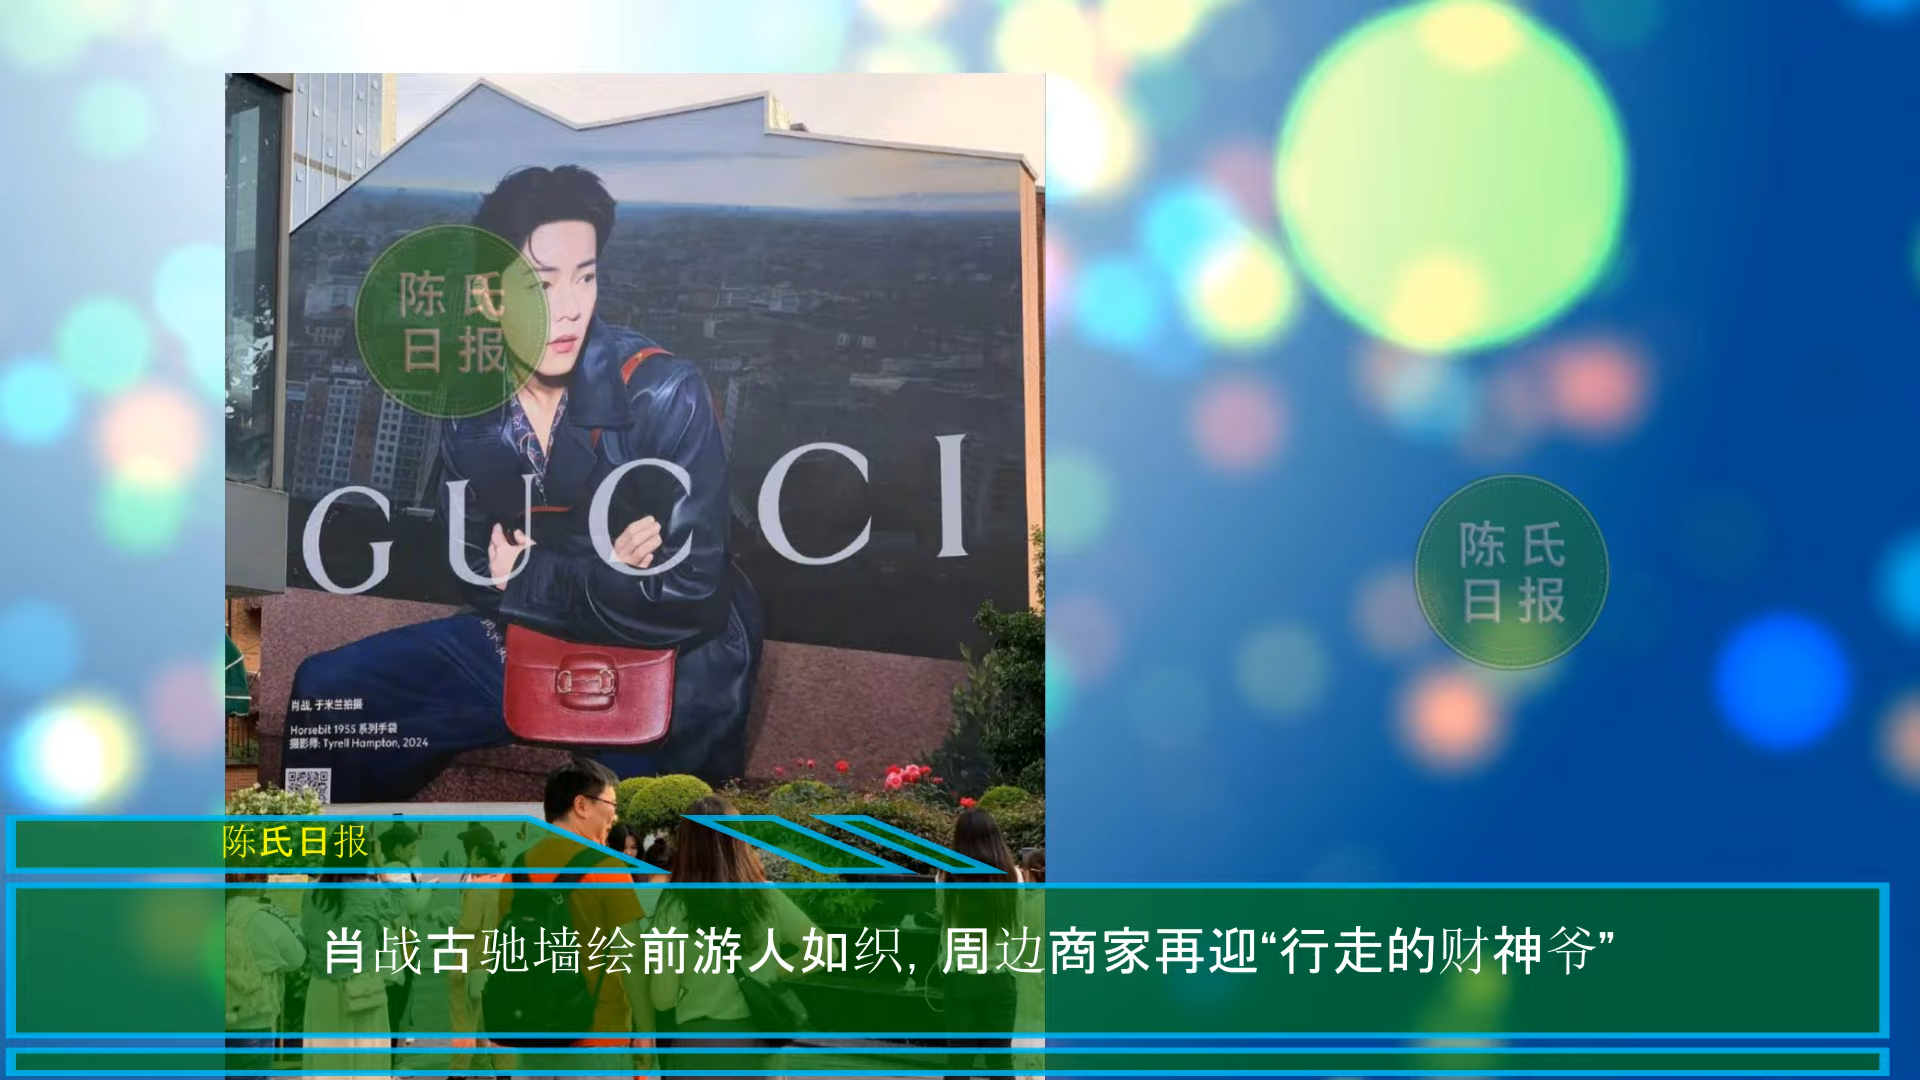 陈氏
日报
GUCCI
陈氏
日报
肖战, 于米兰拍摄
Horsebit 1955 系列手袋
摄影师: Tyrell Hampton, 2024
陈氏日报
肖战古驰墙绘前游人如织, 周边商家再迎“行走的财神爷”